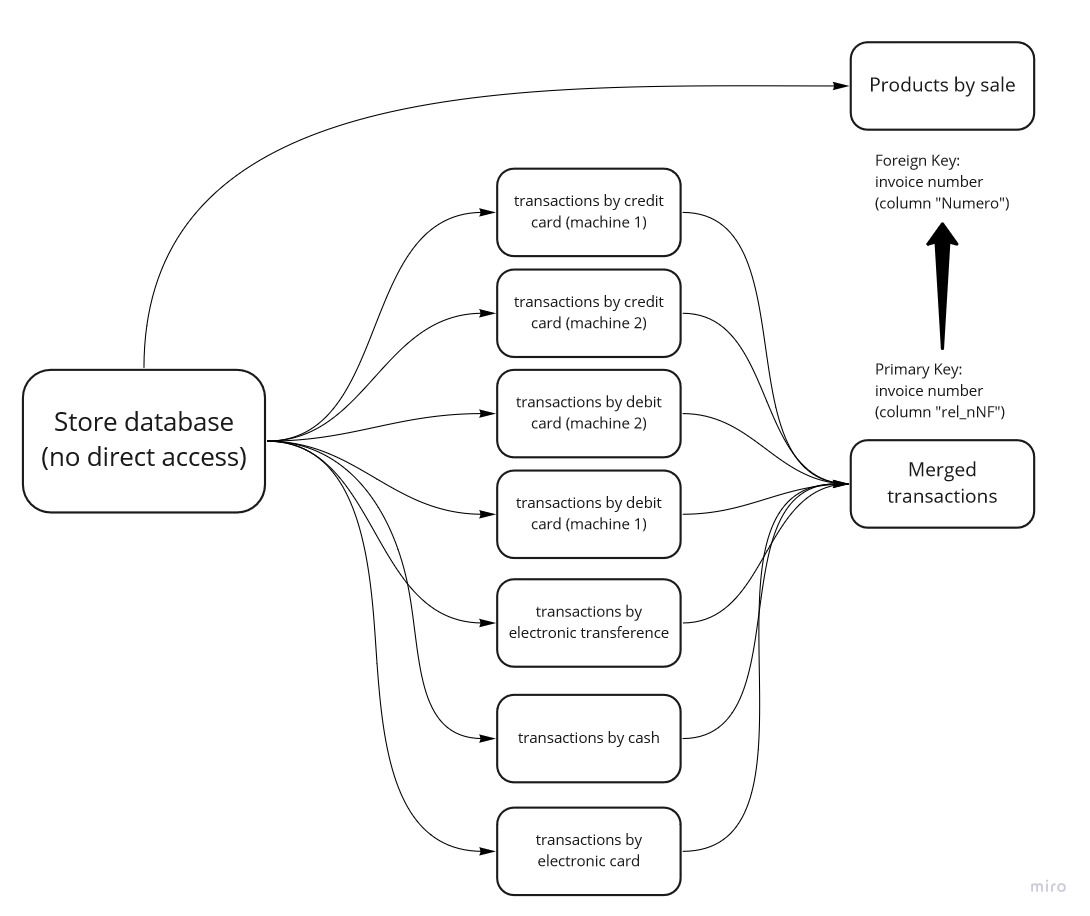 Products by sale
Foreign Key:
invoice number
(column "Numero")
transactions by credit
card (machine 1)
transactions by credit
card (machine 2)
Primary Key:
invoice number
(column "rel_nNF")
Store database
(no direct access)
transactions by debit
card (machine 2)
Merged
transactions
transactions by debit
card (machine 1)
transactions by
electronic transference
transactions by cash
transactions by
electronic card
miro